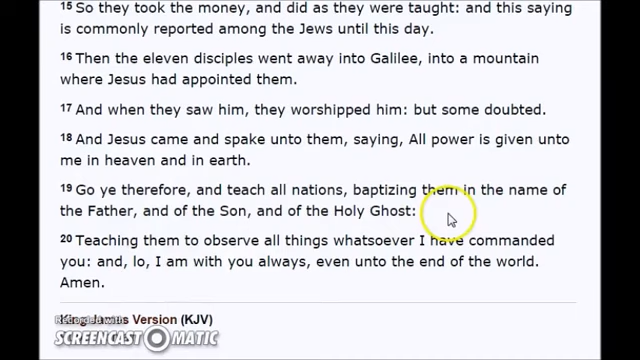 15 So they took the money, and did as they were taught: and this saying
is commonly reported among the Jews until this day.
16 Then the eleven disciples went away into Galilee, into a mountain
where Jesus had appointed them.
17 And when they saw him, they worshipped him: but some doubted.
18 And Jesus came and spake unto them, saying, All power is given unto
me in heaven and in earth.
19 Go ye therefore, and teach all nations, baptizing them in the name of
the Father, and of the Son, and of the Holy Ghost:
20 Teaching them to observe all things whatsoever I have commanded
you: and, lo, I am with you always, even unto the end of the world.
Amen.
King James Version (KJV)
Recorded with
SCREENCAST MATIC